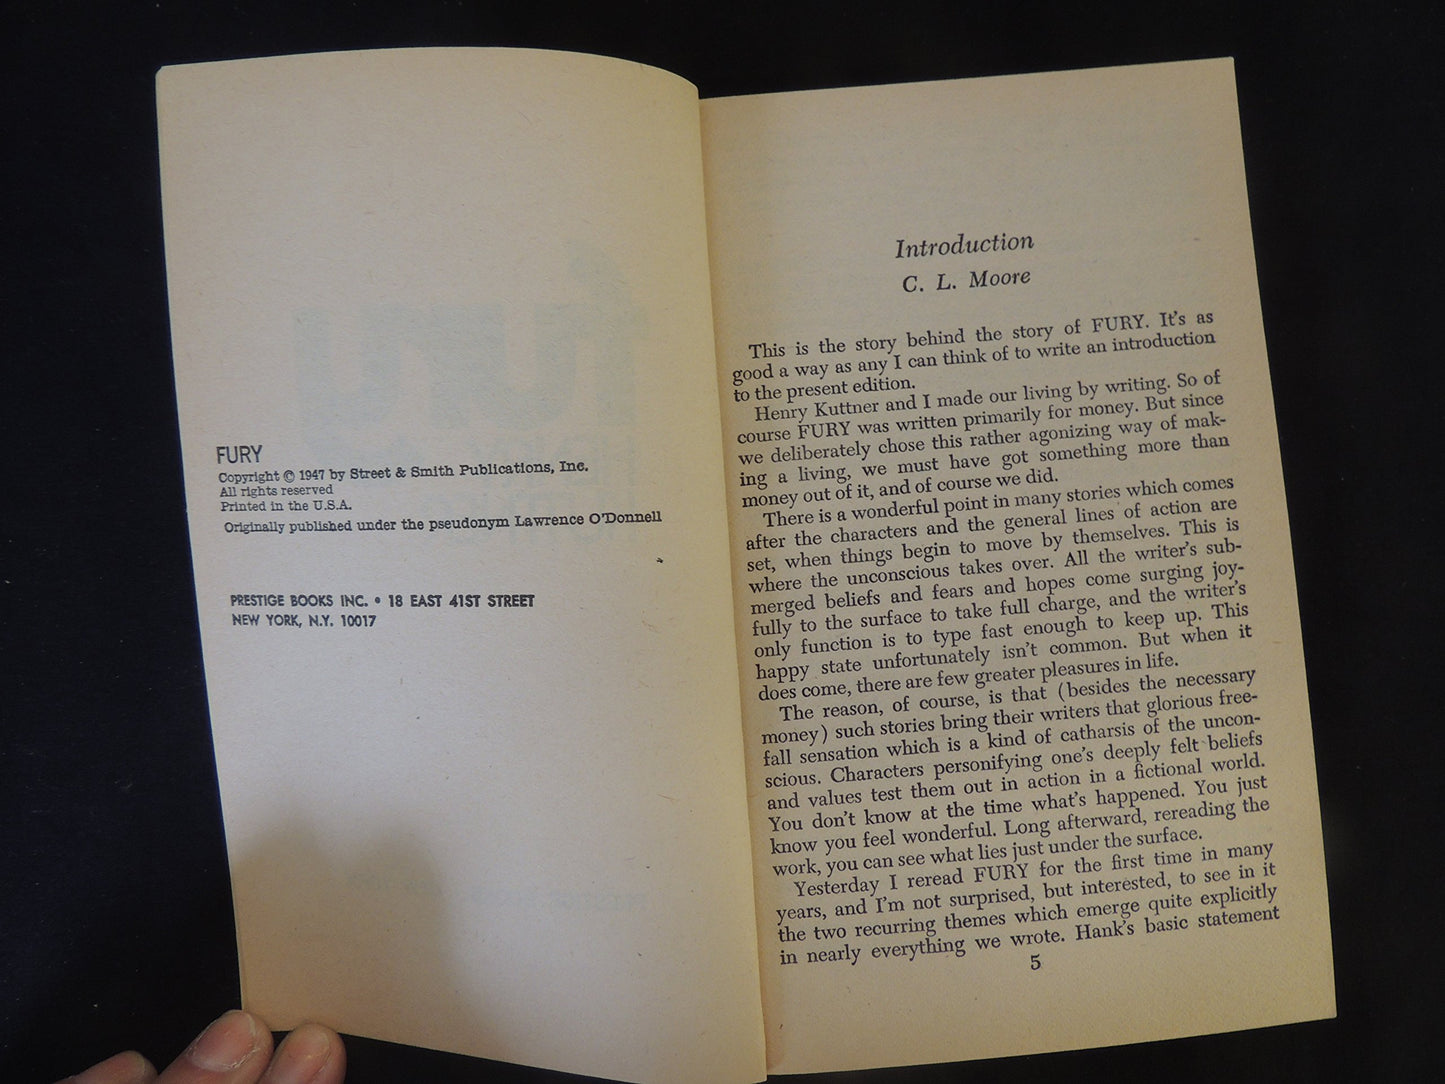 FURY
Copyright © 1947 by Street & Smith Publications, Inc.
All rights reserved
Printed in the U.S.A.
Originally published under the pseudonym Lawrence O'Donnell
PRESTIGE BOOKS INC. • 18 EAST 41ST STREET
NEW YORK, N.Y. 10017
Introduction
C. L. Moore
This is the story behind the story of FURY. It's as
good a way as any I can think of to write an introduction
to the present edition.
Henry Kuttner and I made our living by writing. So of
course FURY was written primarily for money. But since
we deliberately chose this rather agonizing way of mak-
ing a living, we must have got something more than
money out of it, and of course we did.
There is a wonderful point in many stories which comes
after the characters and the general lines of action are
set, when things begin to move by themselves. This is
where the unconscious takes over. All the writer's sub-
merged beliefs and fears and hopes come surging joy-
fully to the surface to take full charge, and the writer's
only function is to type fast enough to keep up. This
happy state unfortunately isn't common. But when it
does come, there are few greater pleasures in life.
The reason, of course, is that (besides the necessary
money) such stories bring their writers that glorious free-
fall sensation which is a kind of catharsis of the uncon-
scious. Characters personifying one's deeply felt beliefs
and values test them out in action in a fictional world.
You don't know at the time what's happened. You just
know you feel wonderful. Long afterward, rereading the
work, you can see what lies just under the surface.
Yesterday I reread FURY for the first time in many
years, and I'm not surprised, but interested, to see in it
the two recurring themes which emerge quite explicitly
in nearly everything we wrote. Hank's basic statement
5